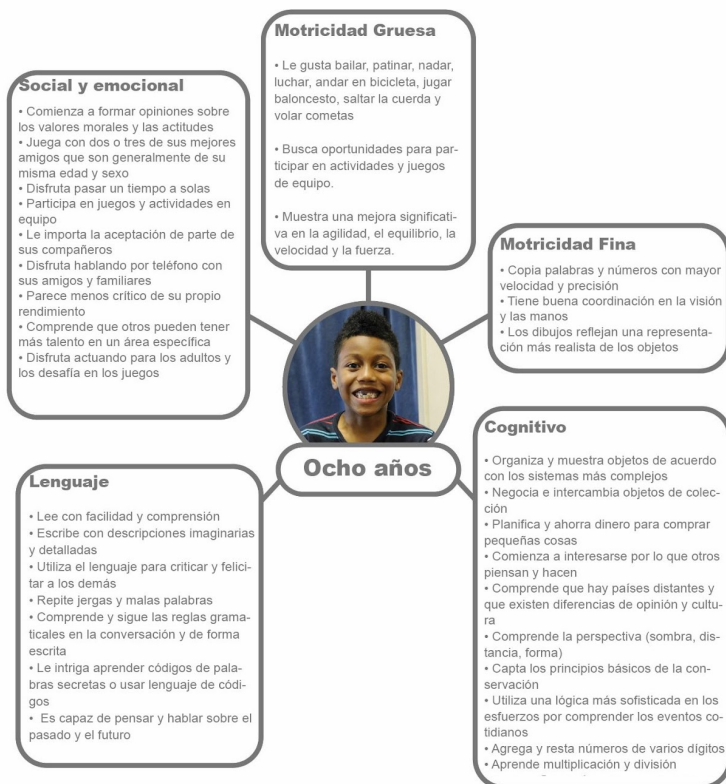 Motricidad Gruesa
• Le gusta bailar, patinar, nadar,
luchar, andar en bicicleta, jugar
baloncesto, saltar la cuerda y
volar cometas
• Busca oportunidades para par-
ticipar en actividades y juegos
de equipo.
• Muestra una mejora significati-
va en la agilidad, el equilibrio, la
velocidad y la fuerza.
Social y emocional
• Comienza a formar opiniones sobre
los valores morales y las actitudes
• Juega con dos o tres de sus mejores
amigos que son generalmente de su
misma edad y sexo
• Disfruta pasar un tiempo a solas
• Participa en juegos y actividades en
equipo
• Le importa la aceptación de parte de
sus compañeros
• Disfruta hablando por teléfono con
sus amigos y familiares
• Parece menos crítico de su propio
rendimiento
• Comprende que otros pueden tener
más talento en un área específica
• Disfruta actuando para los adultos y
los desafía en los juegos
Motricidad Fina
• Copia palabras y números con mayor
velocidad y precisión
• Tiene buena coordinación en la visión
y las manos
• Los dibujos reflejan una representa-
ción más realista de los objetos
Ocho años
Lenguaje
• Lee con facilidad y comprensión
• Escribe con descripciones imaginarias
y detalladas
• Utiliza el lenguaje para criticar y felici-
tar a los demás
• Repite jergas y malas palabras
• Comprende y sigue las reglas grama-
ticales en la conversación y de forma
escrita
• Le intriga aprender códigos de pala-
bras secretas o usar lenguaje de códi-
gos
• Es capaz de pensar y hablar sobre el
pasado y el futuro
Cognitivo
• Organiza y muestra objetos de acuerdo
con los sistemas más complejos
• Negocia e intercambia objetos de colec-
ción
• Planifica y ahorra dinero para comprar
pequeñas cosas
• Comienza a interesarse por lo que otros
piensan y hacen
• Comprende que hay países distantes y
que existen diferencias de opinión y cultu-
ra
• Comprende la perspectiva (sombra, dis-
tancia, forma)
• Capta los principios básicos de la con-
servación
• Utiliza una lógica más sofisticada en los
esfuerzos por comprender los eventos co-
tidianos
• Agrega y resta números de varios dígitos
• Aprende multiplicación y división